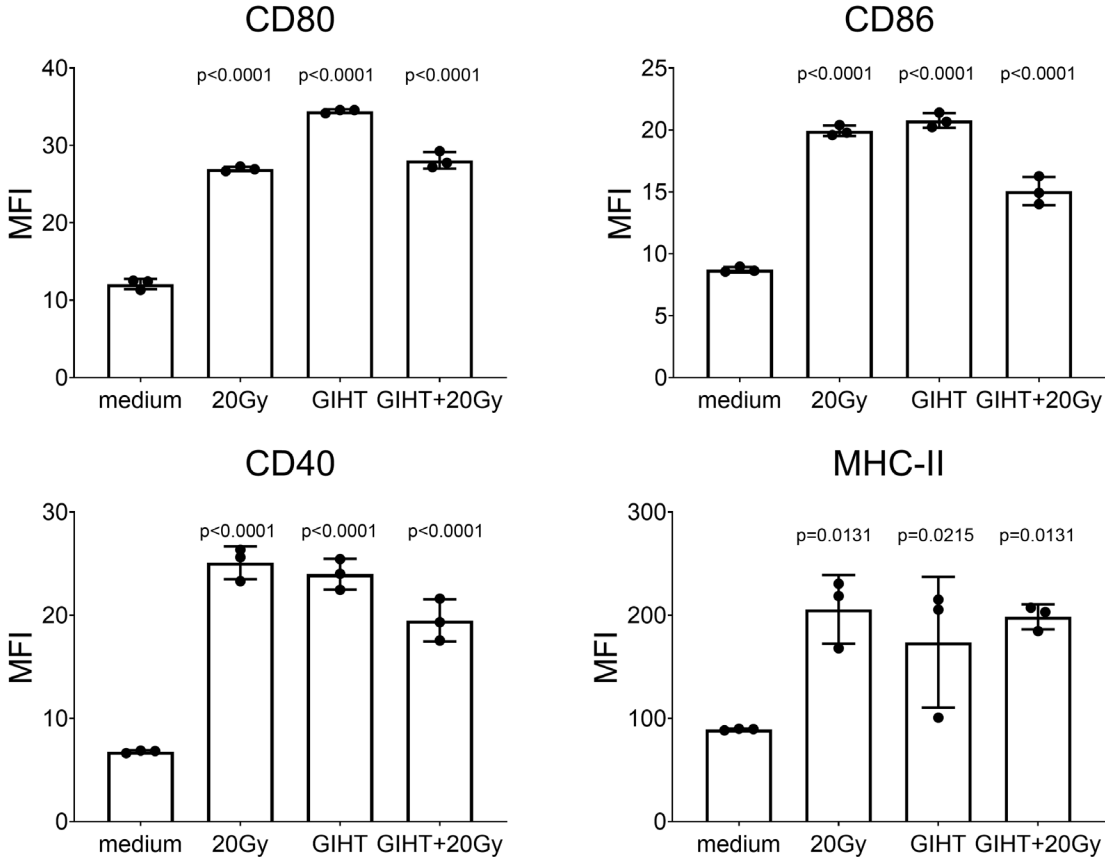 CD80
40
30
20
10
0
MFI
p<0.0001 p<0.0001 p<0.0001
medium 20Gy GIHT GIHT+20Gy
CD86
25
20
15
10
5
0
MFI
p<0.0001 p<0.0001 p<0.0001
medium 20Gy GIHT GIHT+20Gy
CD40
30
20
10
0
MFI
p<0.0001 p<0.0001 p<0.0001
medium 20Gy GIHT GIHT+20Gy
MHC-II
300
200
100
0
MFI
p=0.0131 p=0.0215 p=0.0131
medium 20Gy GIHT GIHT+20Gy